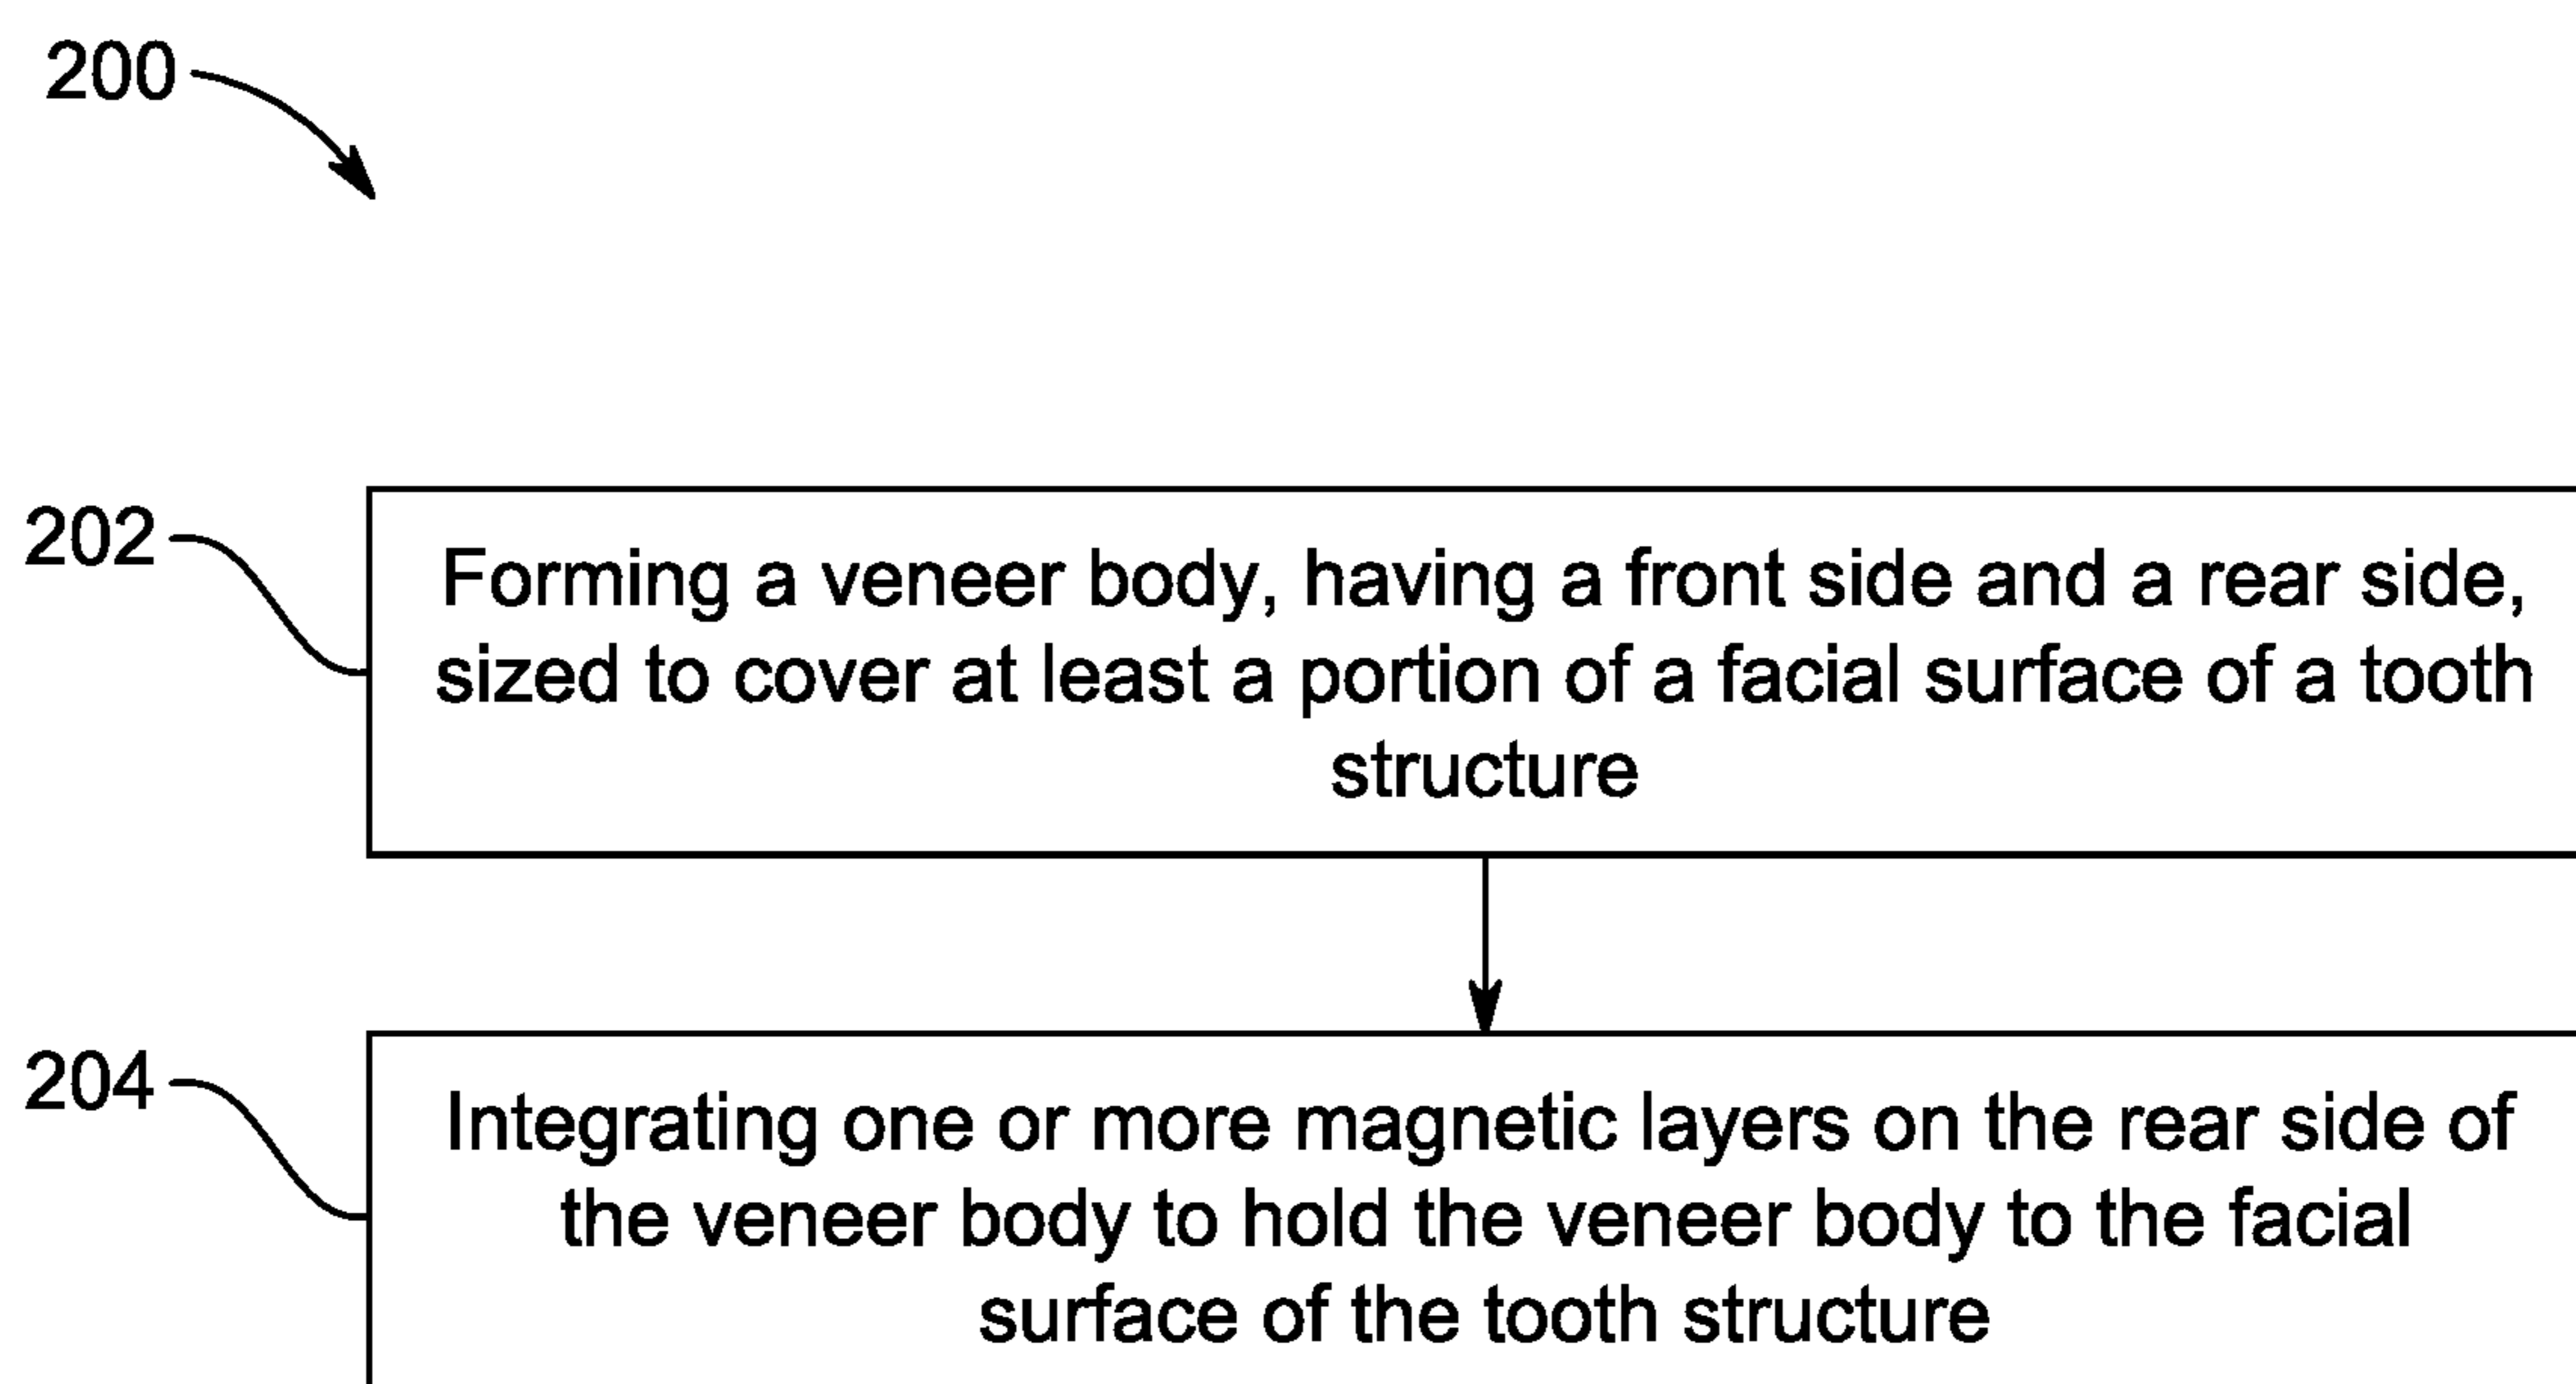 200
202
Forming a veneer body, having a front side and a rear side,
sized to cover at least a portion of a facial surface of a tooth
structure
204
Integrating one or more magnetic layers on the rear side of
the veneer body to hold the veneer body to the facial
surface of the tooth structure